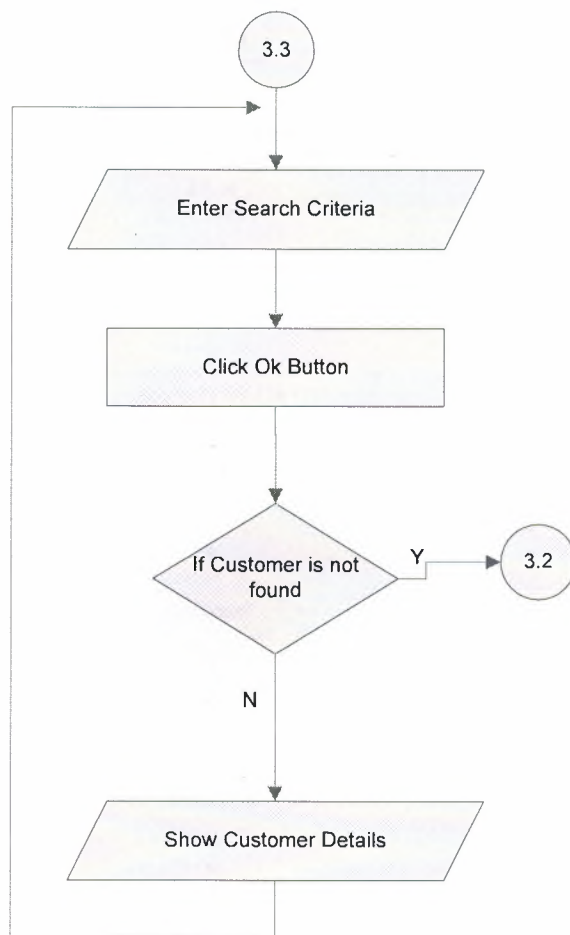 3.3
Enter Search Criteria
Click Ok Button
If Customer is not
found
Y
3.2
N
Show Customer Details